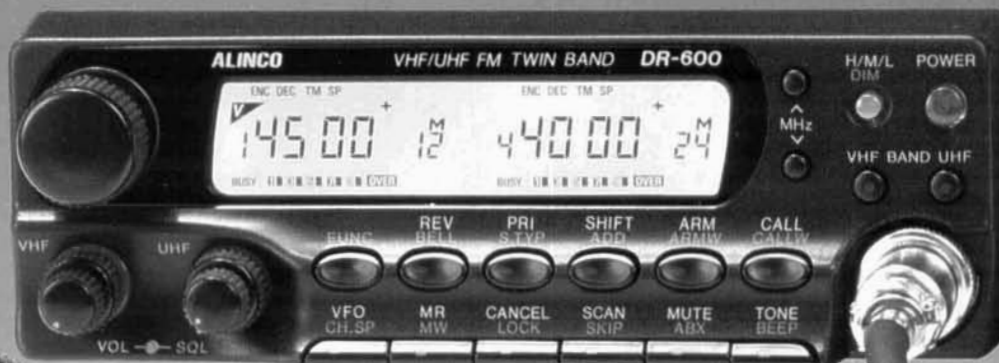 ALINCO VHF/UHF FM TWIN BAND DR-600
H/M/L POWER
DIM
ENC DEC TM SP ENC DEC TM SP
V + +
145 00 M 12 440 00 M 24
MHz
VHF BAND UHF
BUSY OVER BUSY OVER
REV PRI SHIFT ARM CALL
FUNC BELL S.TYP ADD ARMW CALLW
VHF UHF
VFO MR CANCEL SCAN MUTE TONE
CH.SP MW LOCK SKIP ABX BEEP
VOL SQL